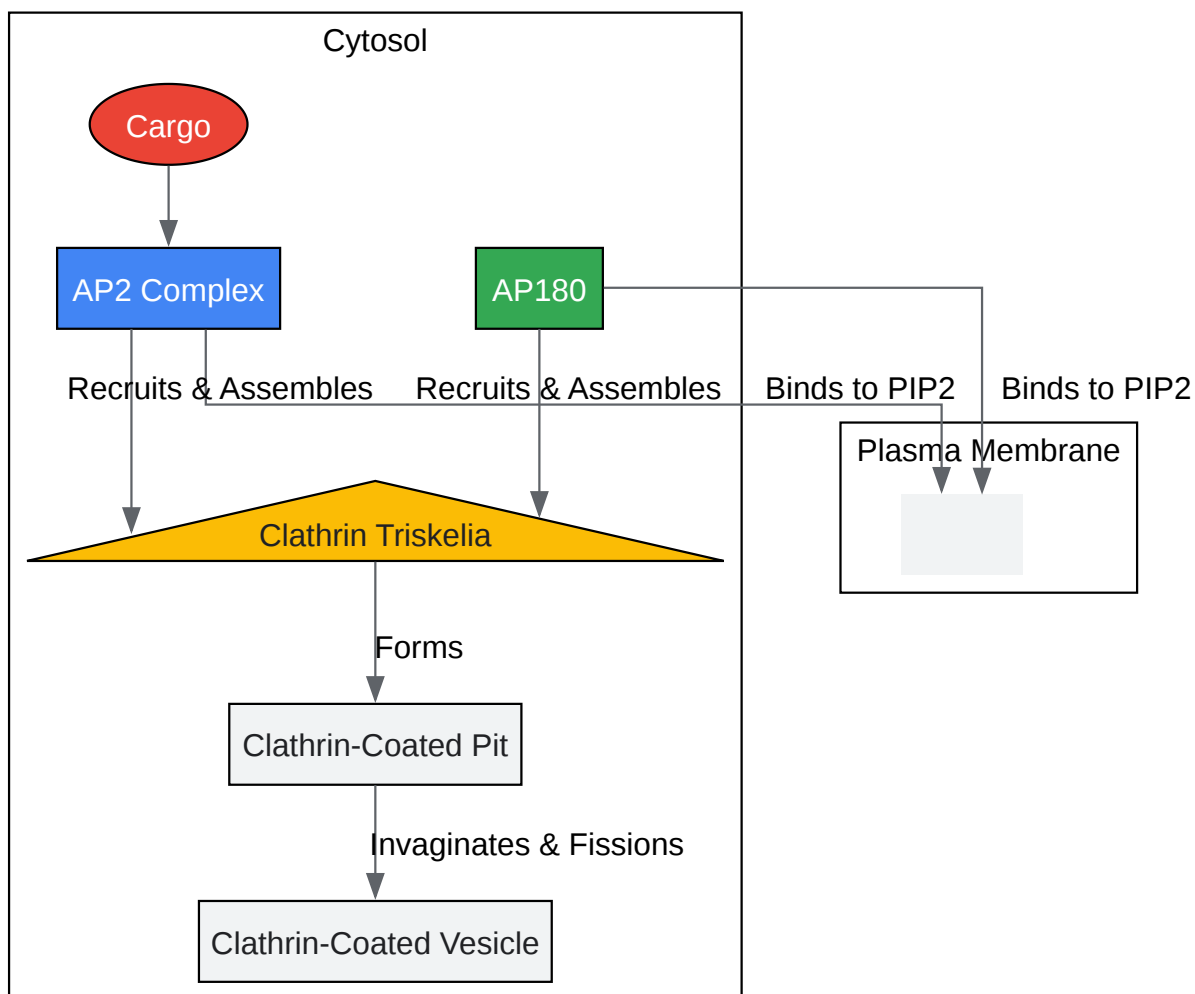 Cytosol
Cargo
AP2 Complex
AP180
Recruits & Assembles
Recruits & Assembles
Binds to PIP2
Binds to PIP2
Plasma Membrane
Clathrin Triskelia
Forms
Clathrin-Coated Pit
Invaginates & Fissions
Clathrin-Coated Vesicle